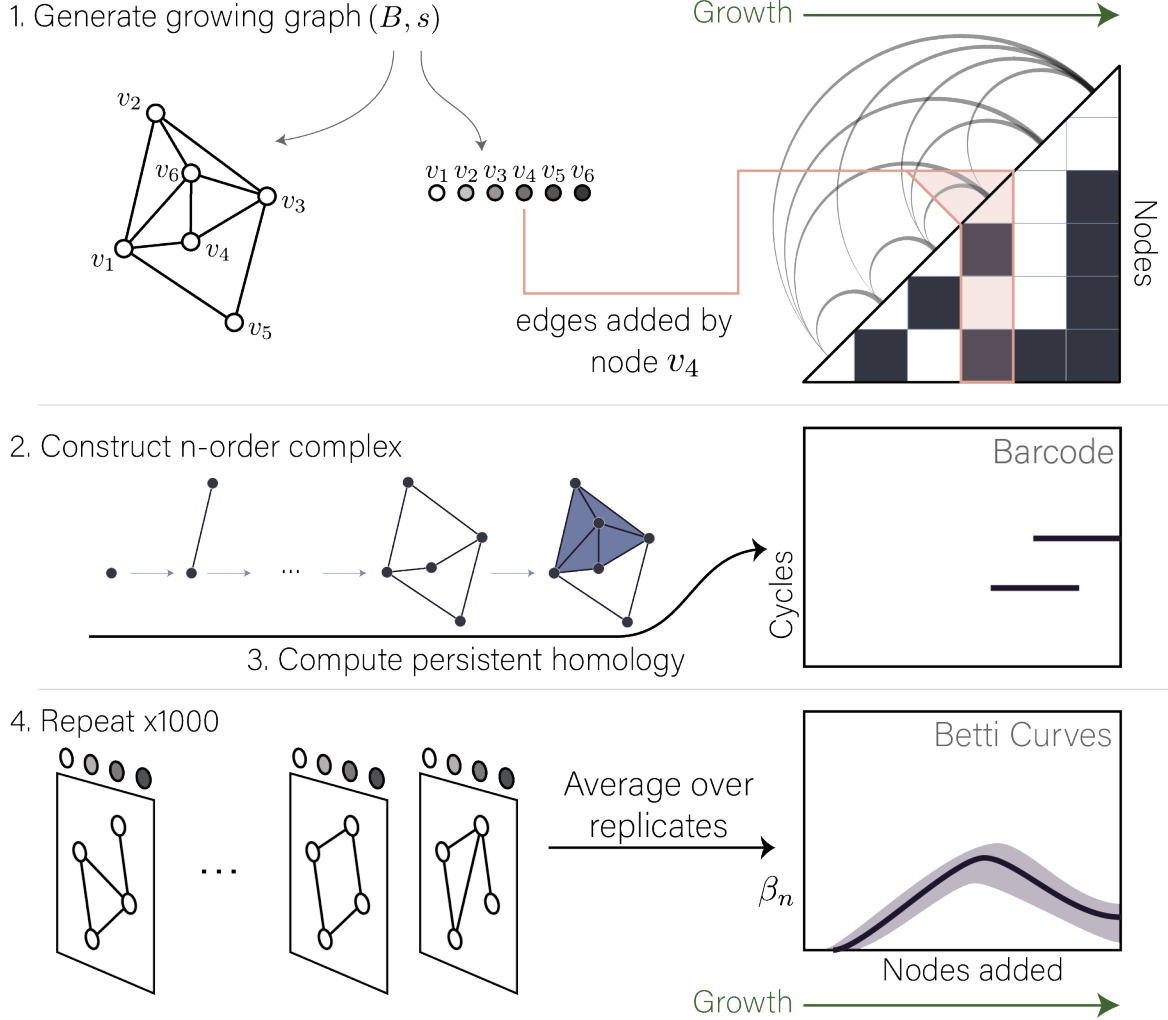 1. Generate growing graph (B, s)
Growth
v2
v6
v3
v4
v1
v5
v1 v2 v3 v4 v5 v6
edges added by
node v4
Nodes
2. Construct n-order complex
...
3. Compute persistent homology
Barcode
Cycles
4. Repeat x1000
...
Average over
replicates
Betti Curves
βn
Nodes added
Growth